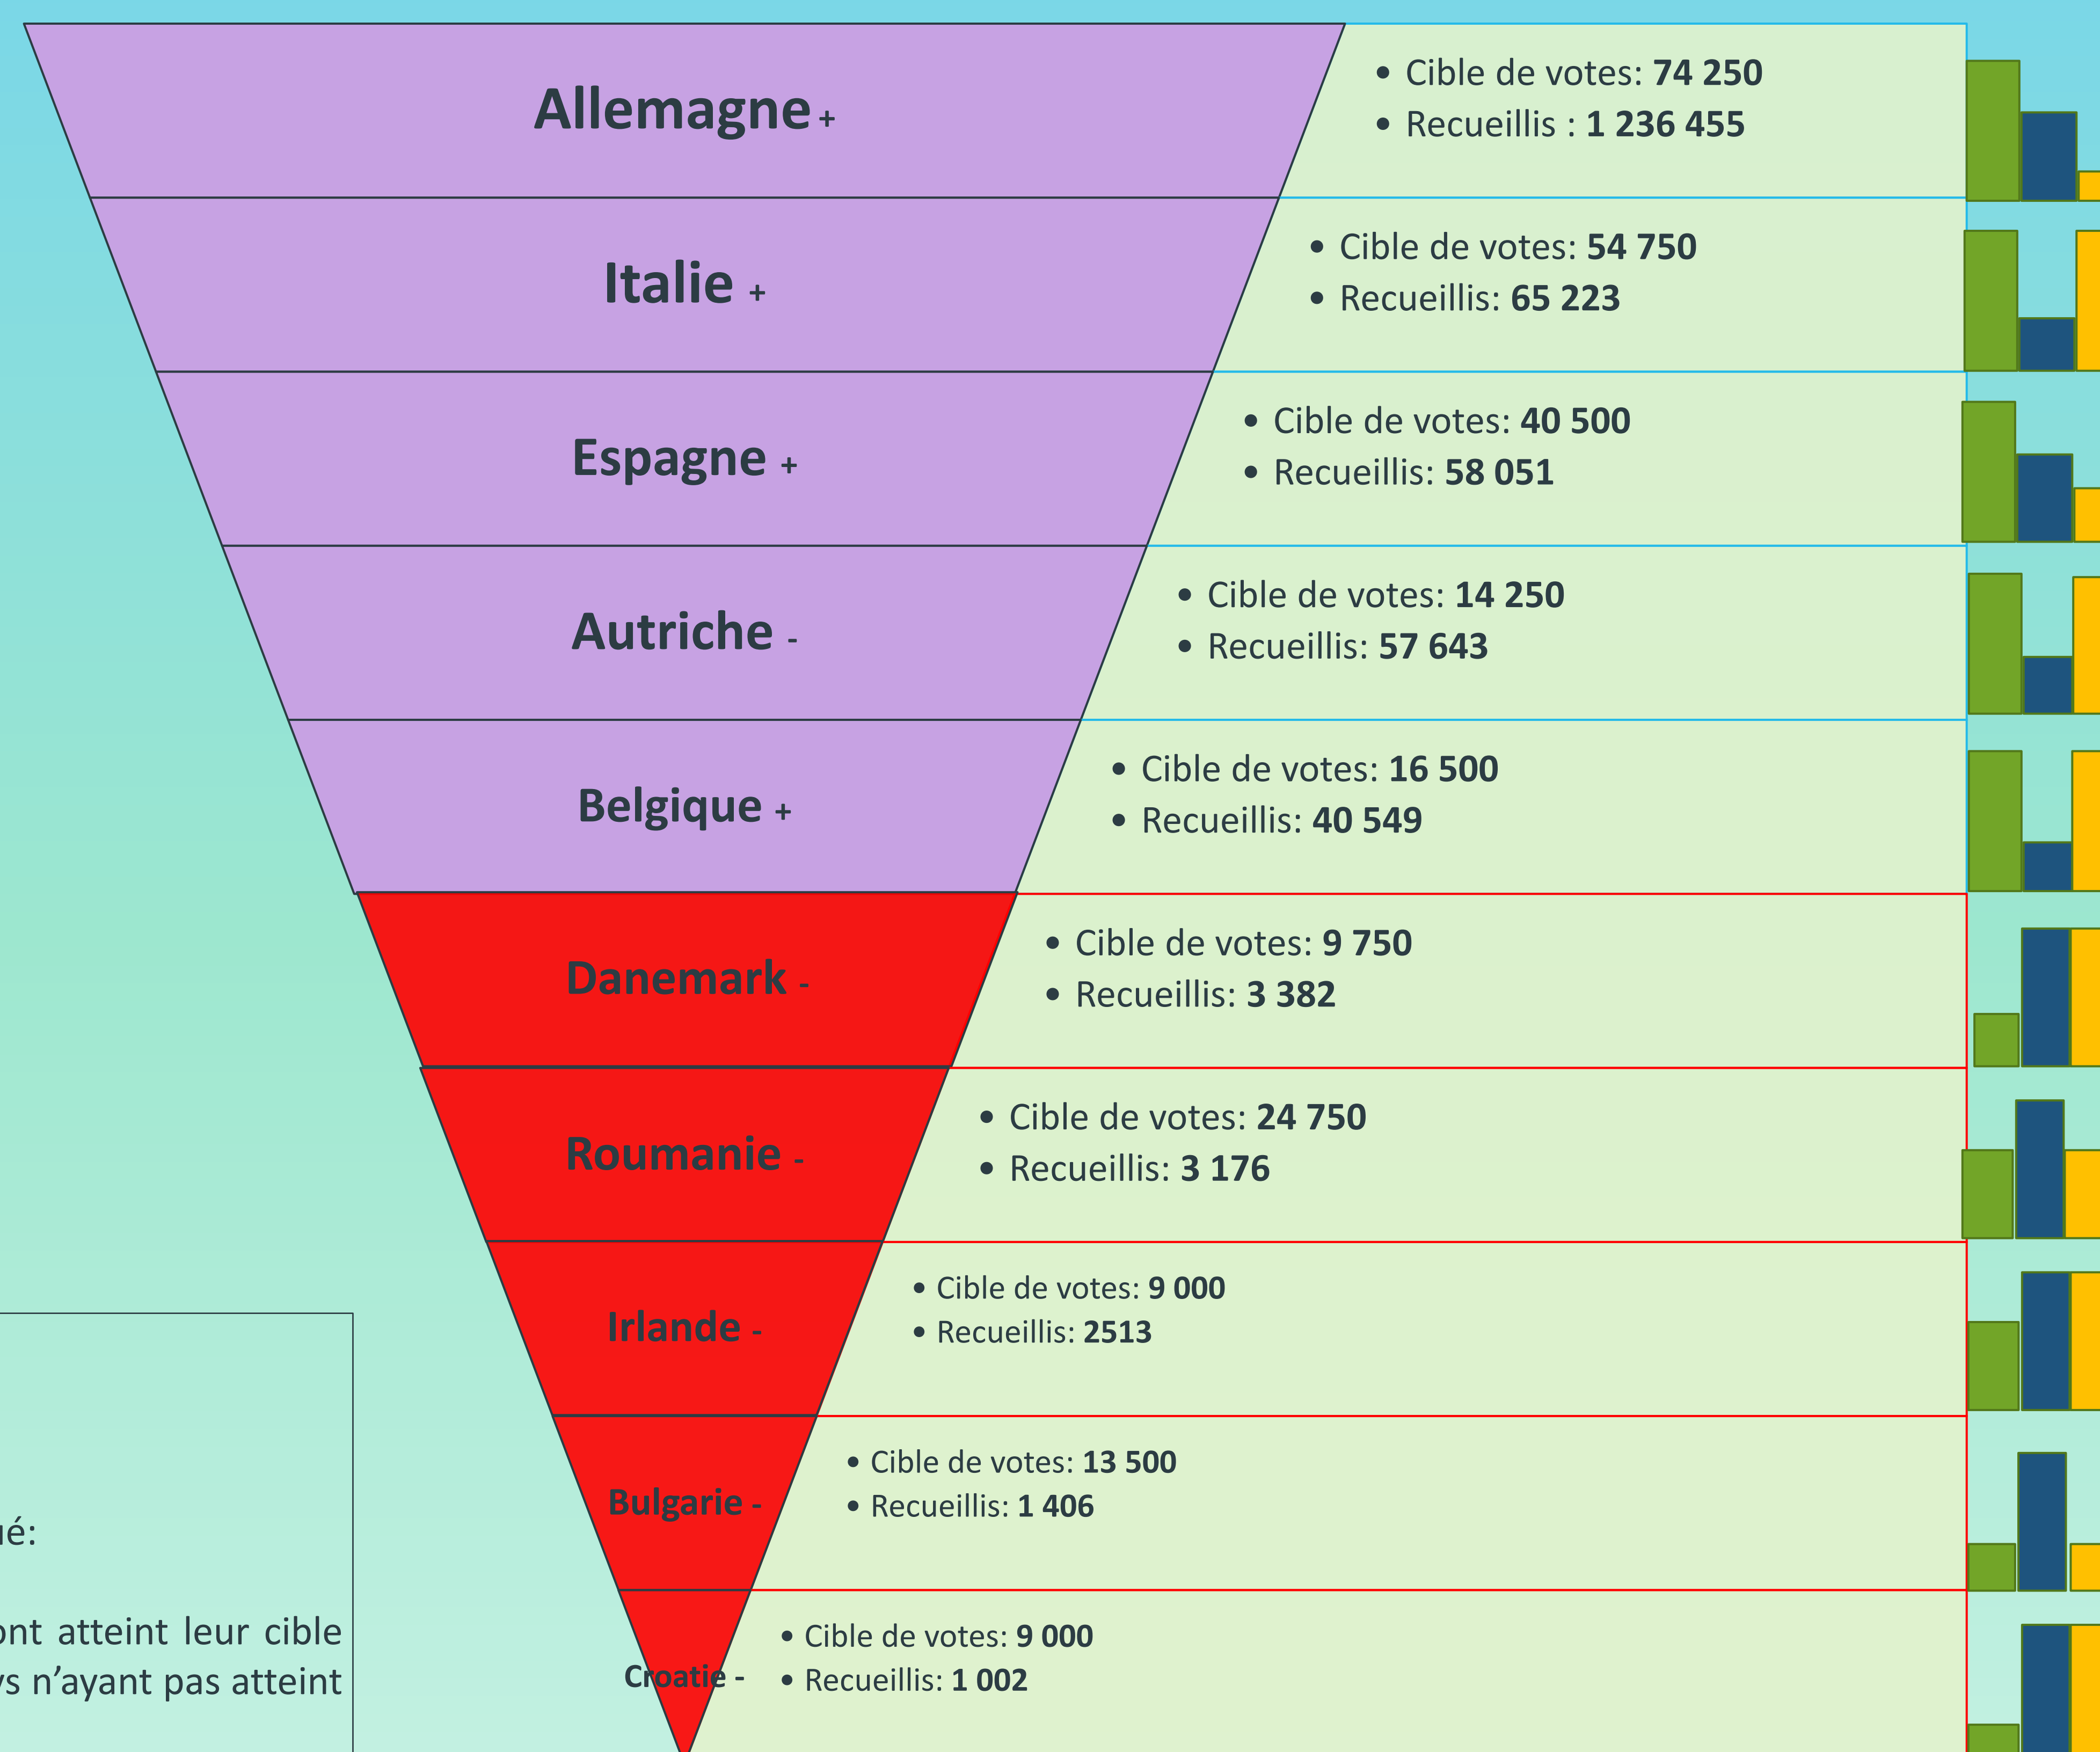 Allemagne +
• Cible de votes: 74 250
• Recueillis : 1 236 455
Italie +
• Cible de votes: 54 750
• Recueillis: 65 223
Espagne +
• Cible de votes: 40 500
• Recueillis: 58 051
Autriche -
• Cible de votes: 14 250
• Recueillis: 57 643
Belgique +
• Cible de votes: 16 500
• Recueillis: 40 549
Danemark -
• Cible de votes: 9 750
• Recueillis: 3 382
Roumanie -
• Cible de votes: 24 750
• Recueillis: 3 176
Irlande -
• Cible de votes: 9 000
• Recueillis: 2513
Bulgarie -
• Cible de votes: 13 500
• Recueillis: 1 406
Croatie -
• Cible de votes: 9 000
• Recueillis: 1 002
atteint leur cible
n’ayant pas atteint